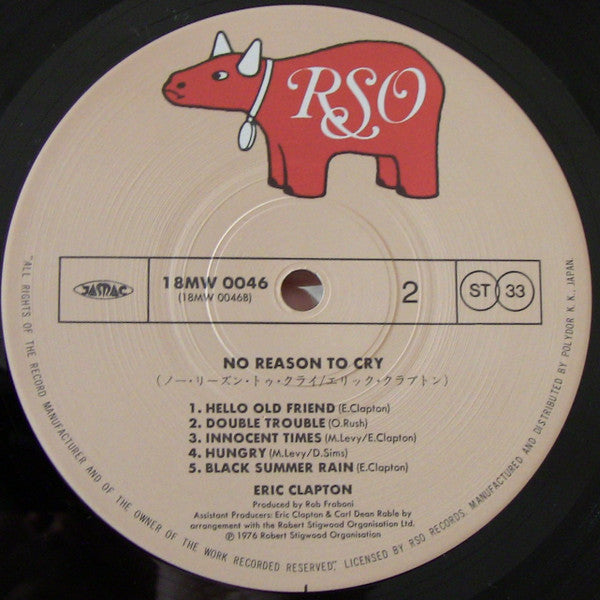 RSO
JASRAC
18MW 0046
(18MW 0046B)
2
ST 33
NO REASON TO CRY
(ノー・リーズン・トゥ・クライ/エリック・クラプトン)
1. HELLO OLD FRIEND (E.Clapton)
2. DOUBLE TROUBLE (O.Rush)
3. INNOCENT TIMES (M.Levy/E.Clapton)
4. HUNGRY (M.Levy/D.Sims)
5. BLACK SUMMER RAIN (E.Clapton)
ERIC CLAPTON
Produced by Rob Fraboni
Assistant Producers: Eric Clapton & Carl Dean Rable by
arrangement with the Robert Stigwood Organisation Ltd.
℗ 1976 Robert Stigwood Organisation
"ALL RIGHTS OF THE RECORD MANUFACTURER AND OF THE OWNER OF THE WORK RECORDED RESERVED". LICENSED BY RSO RECORDS. MANUFACTURED AND DISTRIBUTED BY POLYDOR K.K., JAPAN